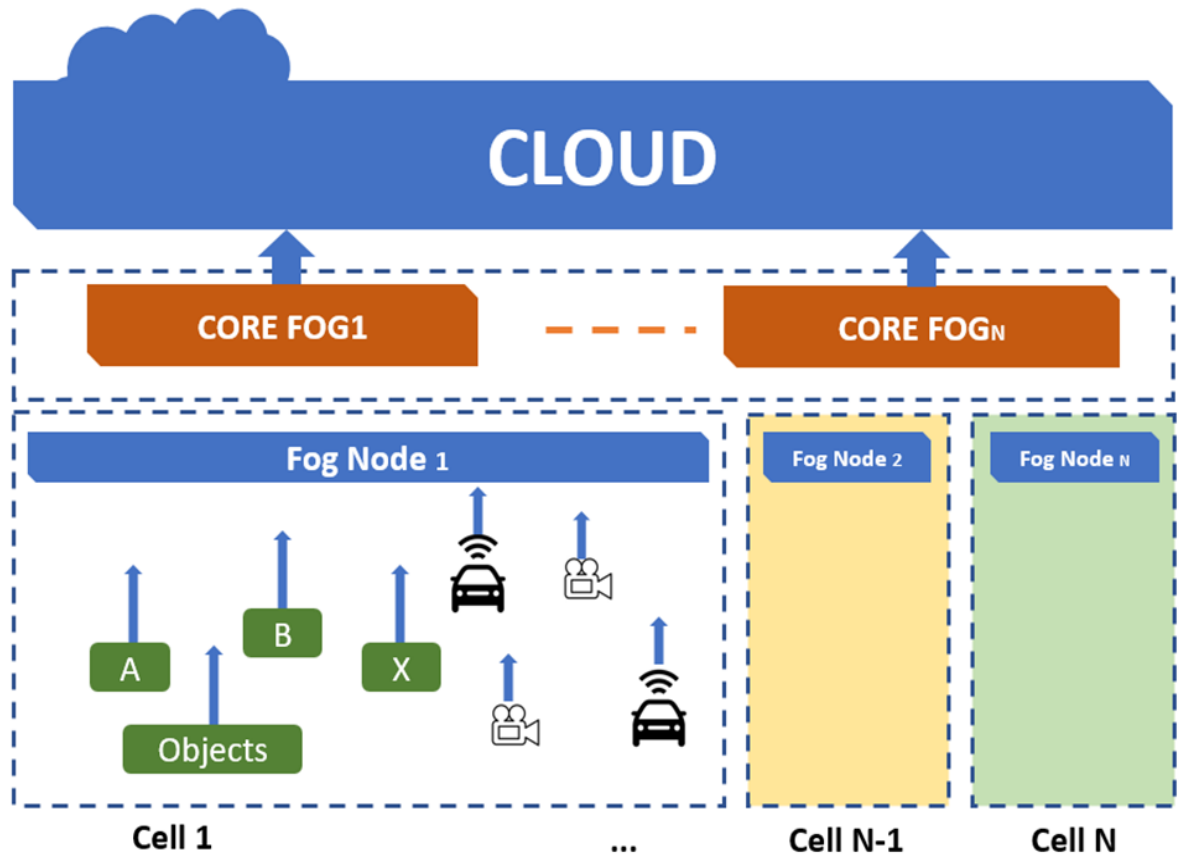 CLOUD
CORE FOG1
CORE FOGN
Fog Node 1
Fog Node 2
Fog Node N
A
B
X
Objects
Cell 1
...
Cell N-1
Cell N